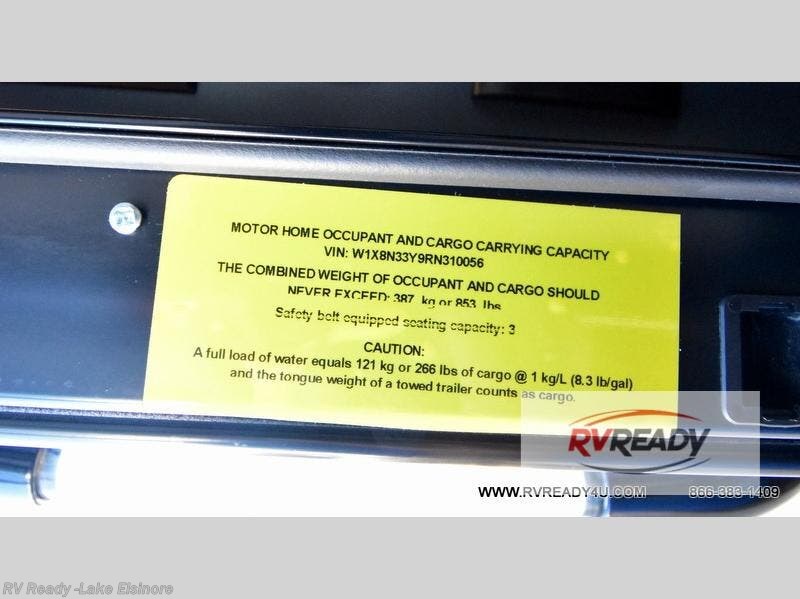 MOTOR HOME OCCUPANT AND CARGO CARRYING CAPACITY
VIN: W1X8N33Y9RN310056
THE COMBINED WEIGHT OF OCCUPANT AND CARGO SHOULD
NEVER EXCEED: 387 kg or 853 lbs
Safety belt equipped seating capacity: 3
CAUTION:
A full load of water equals 121 kg or 266 lbs of cargo @ 1 kg/L (8.3 lb/gal)
and the tongue weight of a towed trailer counts as cargo.
RVREADY
WWW.RVREADY4U.COM 866-383-1409
RV Ready -Lake Elsinore